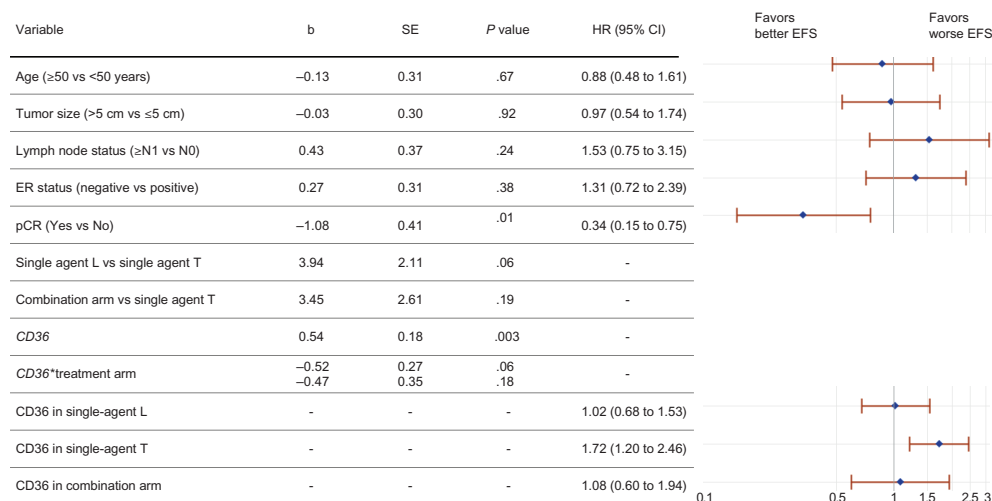 Variable b SE P value HR (95% CI) Favors better EFS Favors worse EFS
Age (≥50 vs <50 years) –0.13 0.31 .67 0.88 (0.48 to 1.61)
Tumor size (>5 cm vs ≤5 cm) –0.03 0.30 .92 0.97 (0.54 to 1.74)
Lymph node status (≥N1 vs N0) 0.43 0.37 .24 1.53 (0.75 to 3.15)
ER status (negative vs positive) 0.27 0.31 .38 1.31 (0.72 to 2.39)
pCR (Yes vs No) –1.08 0.41 .01 0.34 (0.15 to 0.75)
Single agent L vs single agent T 3.94 2.11 .06 -
Combination arm vs single agent T 3.45 2.61 .19 -
CD36 0.54 0.18 .003 -
CD36*treatment arm –0.52 0.27 .06 -
–0.47 0.35 .18
CD36 in single-agent L - - - 1.02 (0.68 to 1.53)
CD36 in single-agent T - - - 1.72 (1.20 to 2.46)
CD36 in combination arm - - - 1.08 (0.60 to 1.94)
0.1 0.5 1 1.5 2.5 3